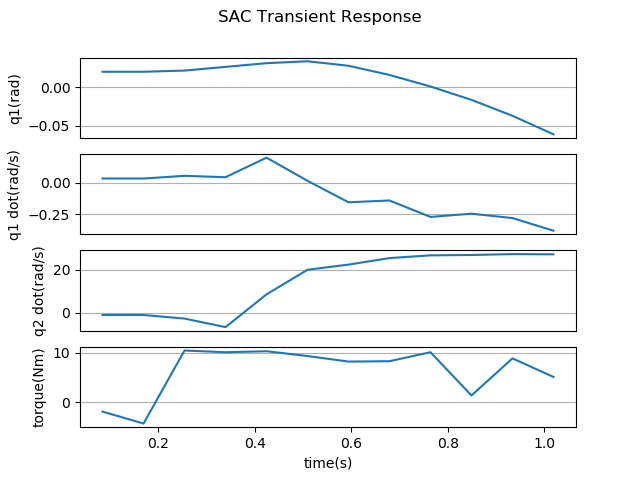 SAC Transient Response
q1(rad)
0.00
−0.05
q1 dot(rad/s)
0.00
−0.25
q2 dot(rad/s)
20
0
torque(Nm)
10
0
0.2 0.4 0.6 0.8 1.0
time(s)